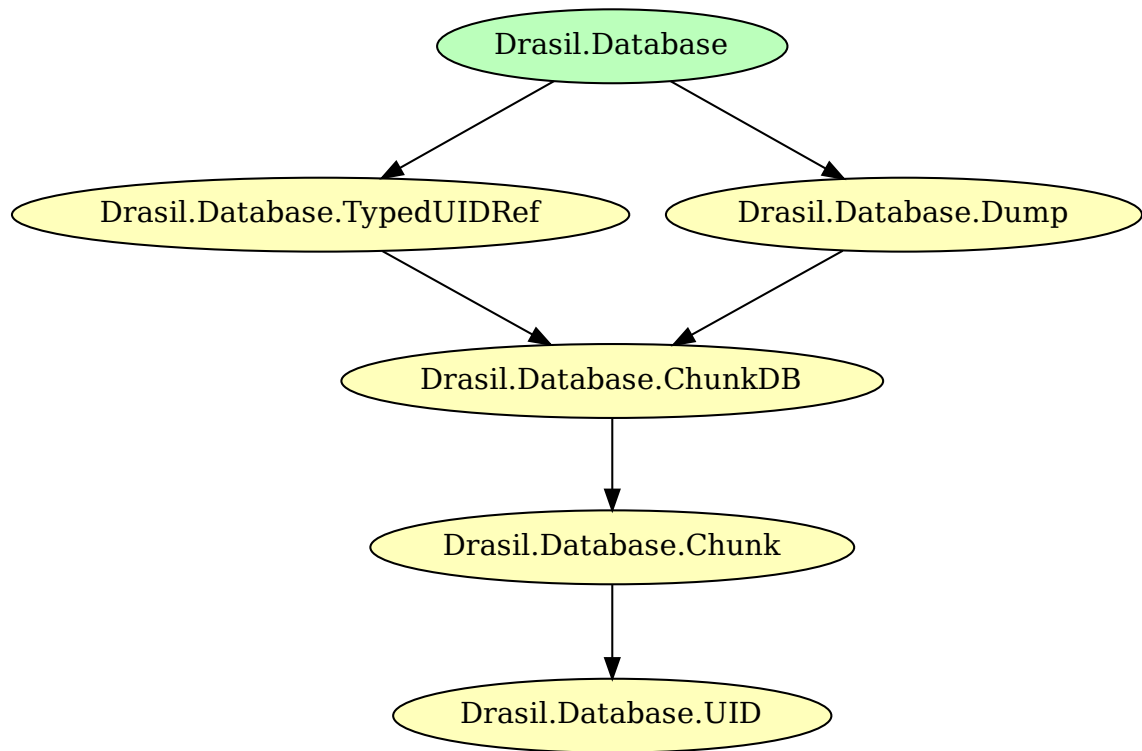 Drasil.Database
Drasil.Database.TypedUIDRef
Drasil.Database.Dump
Drasil.Database.ChunkDB
Drasil.Database.Chunk
Drasil.Database.UID